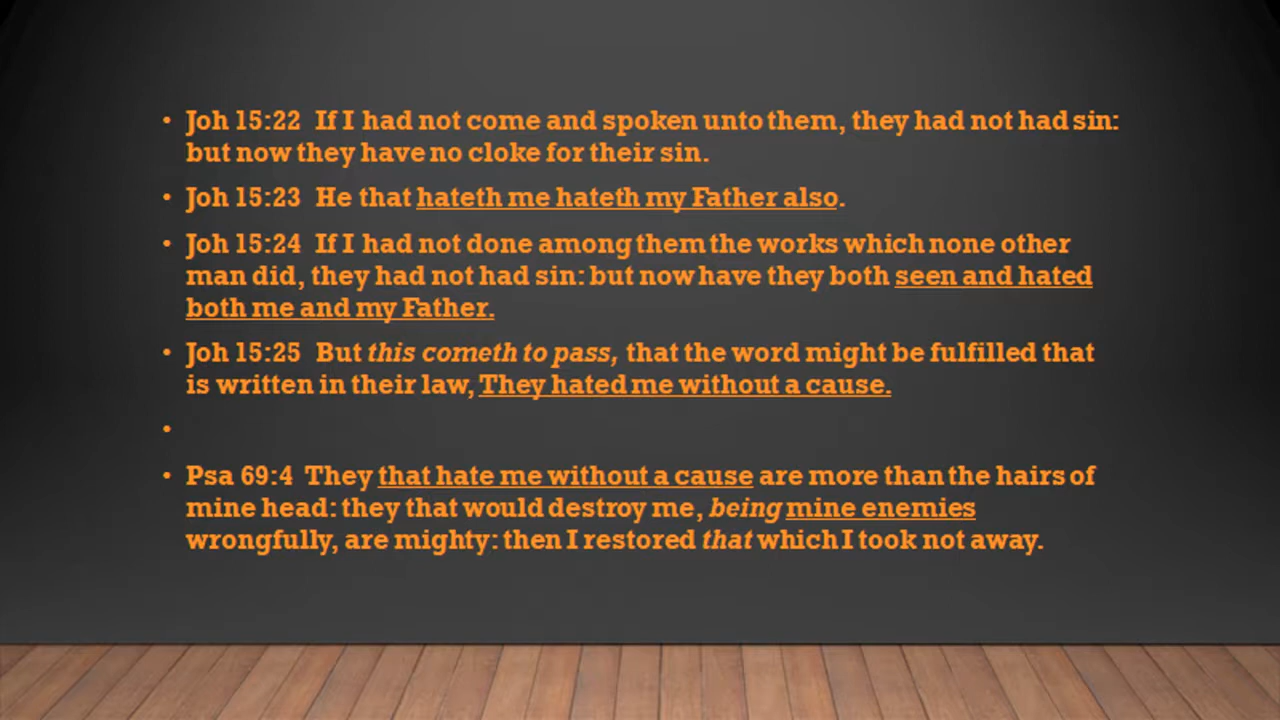 • Joh 15:22 If I had not come and spoken unto them, they had not had sin:
but now they have no cloke for their sin.
• Joh 15:23 He that hateth me hateth my Father also.
• Joh 15:24 If I had not done among them the works which none other
man did, they had not had sin: but now have they both seen and hated
both me and my Father.
• Joh 15:25 But this cometh to pass, that the word might be fulfilled that
is written in their law, They hated me without a cause.
•
• Psa 69:4 They that hate me without a cause are more than the hairs of
mine head: they that would destroy me, being mine enemies
wrongfully, are mighty: then I restored that which I took not away.